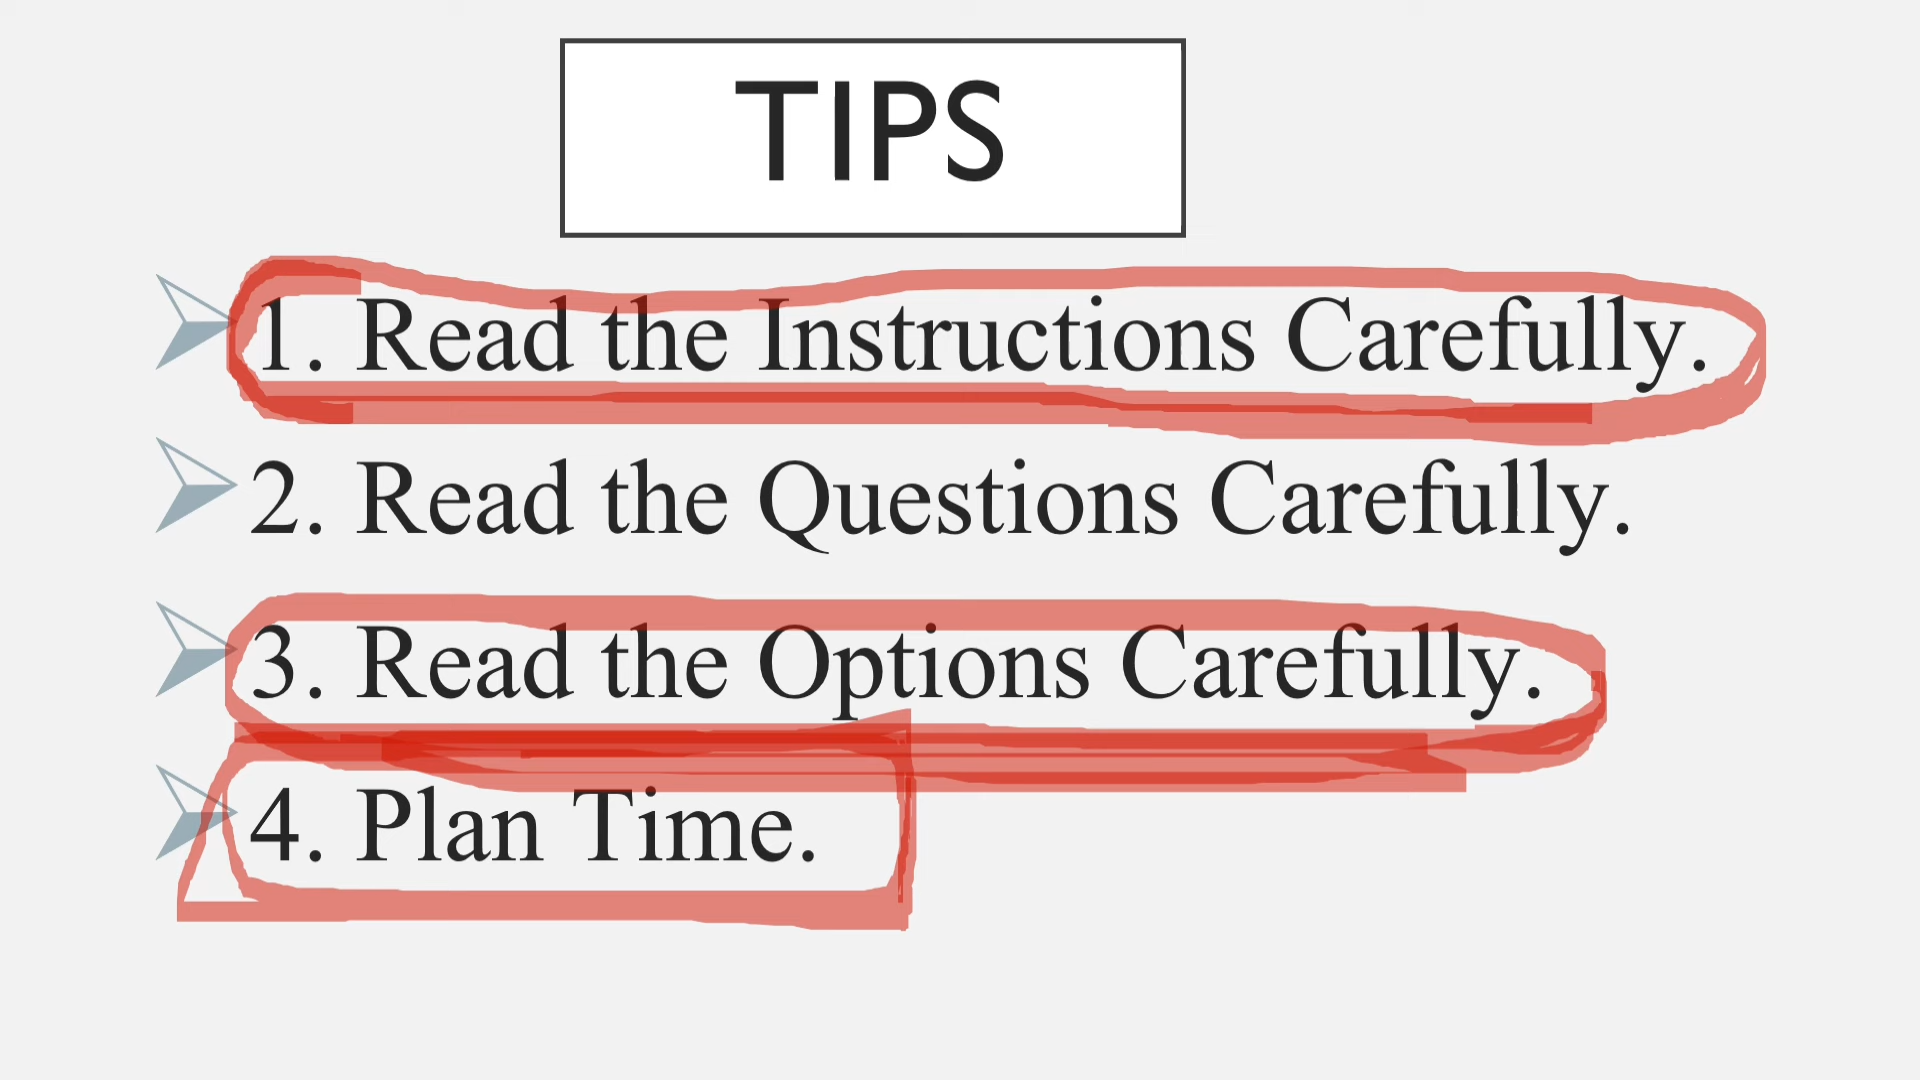 TIPS
1. Read the Instructions Carefully.
2. Read the Questions Carefully.
3. Read the Options Carefully.
4. Plan Time.